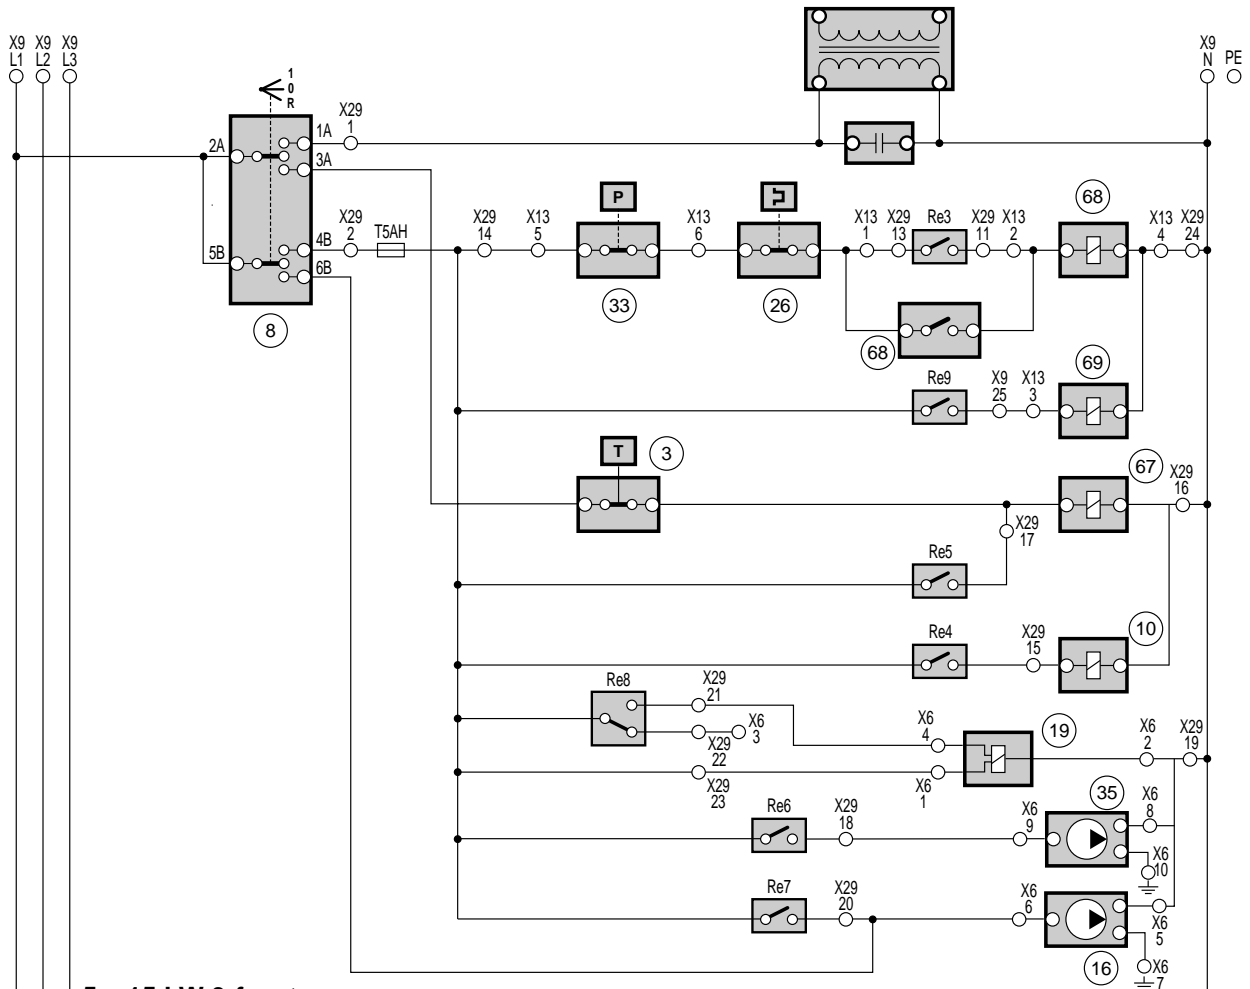 X9 X9 X9
L1 L2 L3
X9
N PE
1
0
R
X29
1
1A
2A
3A
X29
2
T5AH
4B
5B
6B
8
X29
14
X13
5
P
33
X13
6
26
X13
1
X29
13
Re3
X29
11
X13
2
68
X13
4
X29
24
68
69
Re9
X9
25
X13
3
T
3
67
X29
16
X29
17
Re5
Re4
X29
15
10
Re8
X29
21
X6
3
X29
22
X29
23
X6
4
X6
1
19
X6
2
X29
19
Re6
X29
18
X6
9
35
X6
8
X6
10
Re7
X29
20
X6
6
X6
5
16
X6
7